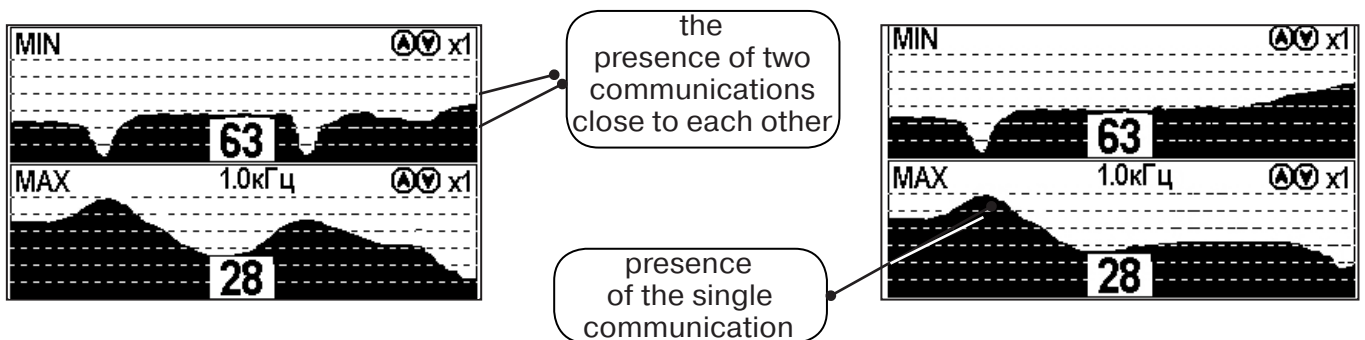 MIN x1
63
MAX 1.0кГц x1
28
the
presence of two
communications
close to each other
presence
of the single
communication
MIN x1
63
MAX 1.0кГц x1
28